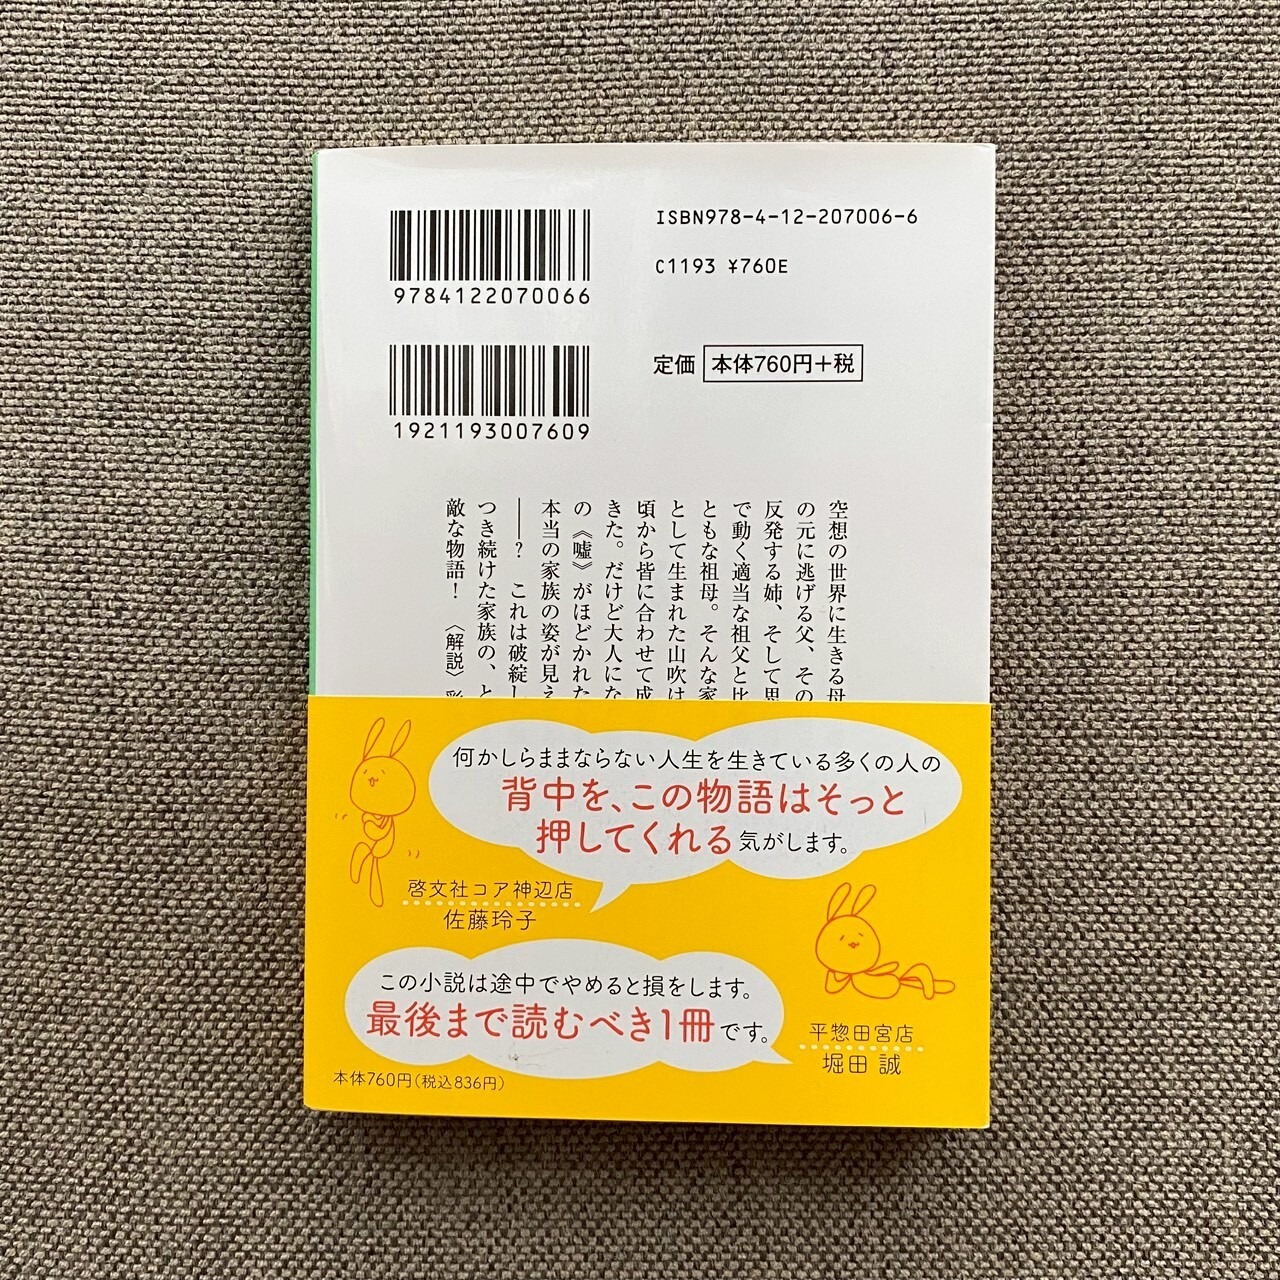 9784122070066
ISBN978-4-12-207006-6
C1193 ¥760E
1921193007609
定価 本体760円+税
空想の世界に生きる母
の元に逃げる父、その
反発する姉、そして思
で動く適当な祖父と比
ともな祖母。そんな家
として生まれた山吹は
頃から皆に合わせて成
きた。だけど大人にな
の《嘘》がほどかれた
本当の家族の姿が見え
――? これは破綻し
つき続けた家族の、と
敵な物語! 〈解説〉彩
何かしらままならない人生を生きている多くの人の
背中を、この物語はそっと
押してくれる気がします。
啓文社コア神辺店
佐藤玲子
この小説は途中でやめると損をします。
最後まで読むべき1冊です。
平惣田宮店
堀田 誠
本体760円(税込836円)